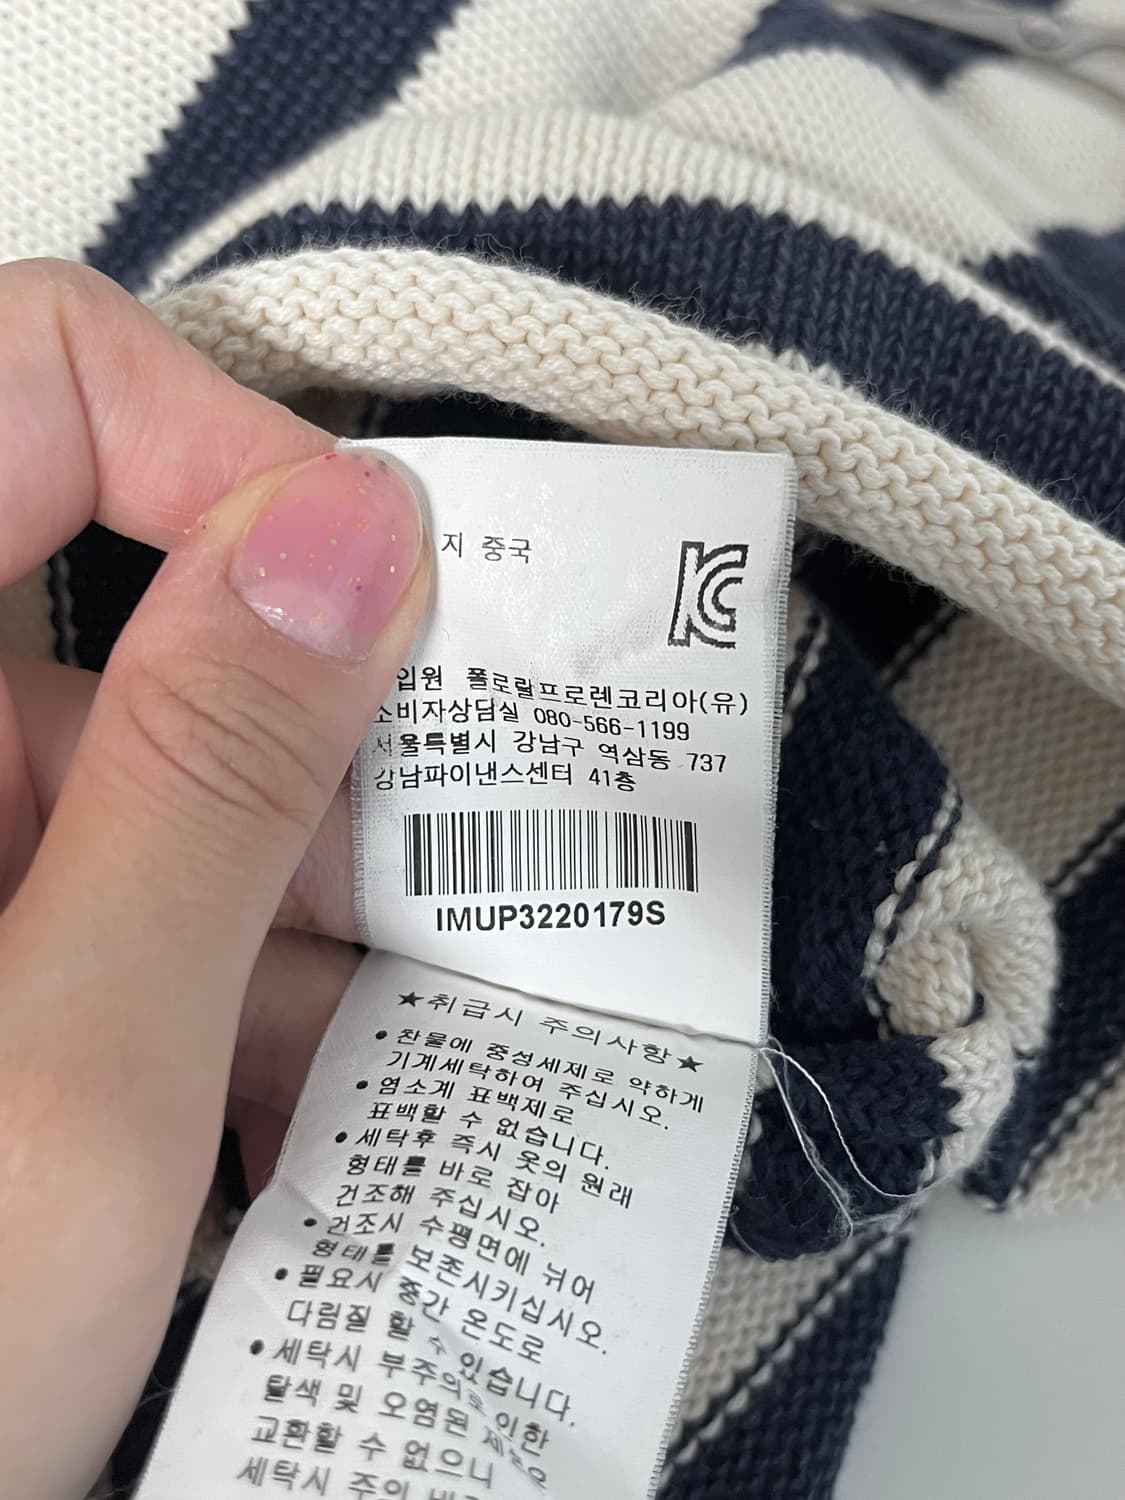 지 중국
입원 폴로랄프로렌코리아(유)
소비자상담실 080-566-1199
서울특별시 강남구 역삼동 737
강남파이낸스센터 41층
IMUP3220179S
★취급시 주의사항★
• 찬물에 중성세제로 약하게
기계세탁하여 주십시오.
• 염소계 표백제로
표백할 수 없습니다.
• 세탁후 즉시 옷의 원래
형태를 바로 잡아
건조해 주십시오.
• 건조시 수평면에 뉘어
형태를 보존시키십시오.
• 필요시 중간 온도로
다림질 할 수 있습니다.
• 세탁시 부주의로 인한
탈색 및 오염된 제품은
교환할 수 없으니
세탁시 주의